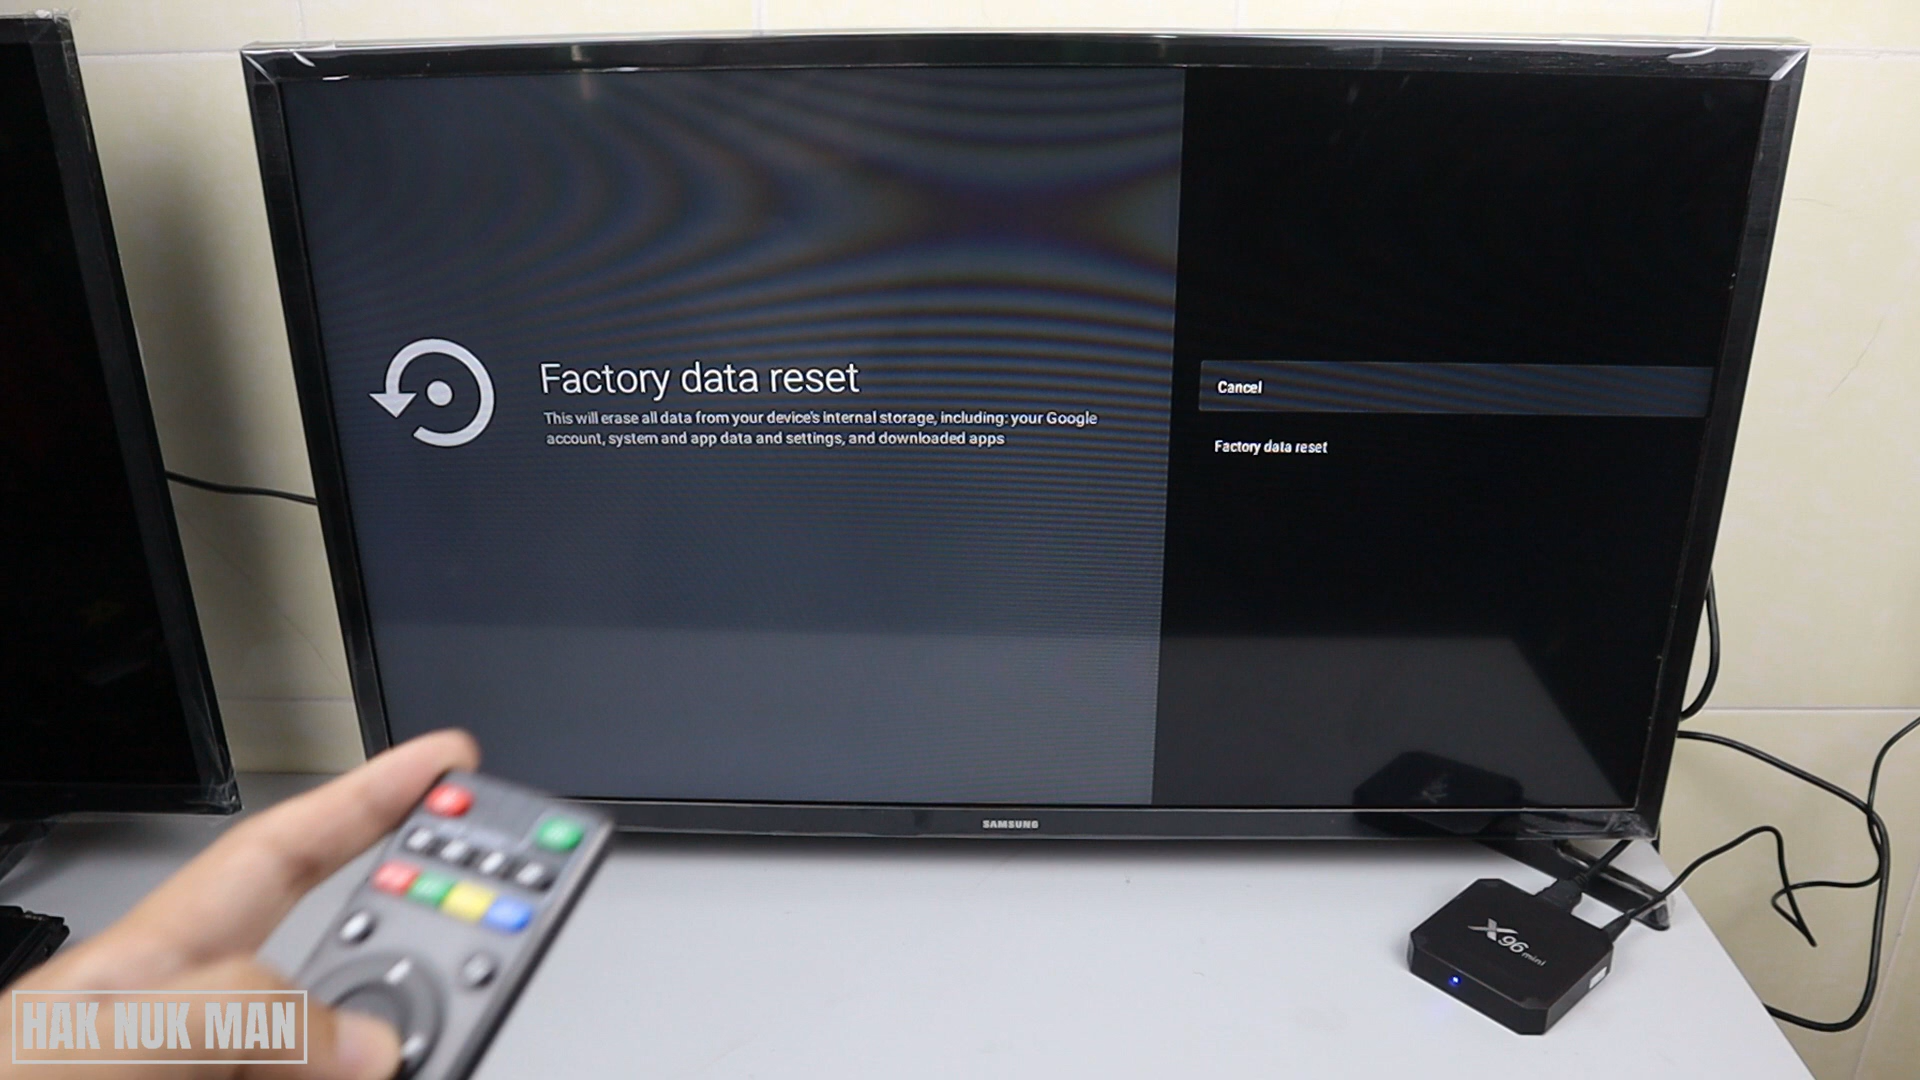 Factory data reset
This will erase all data from your device's internal storage, including: your Google
account, system and app data and settings, and downloaded apps
Cancel
Factory data reset
SAMSUNG
X96 mini
HAK NUK MAN